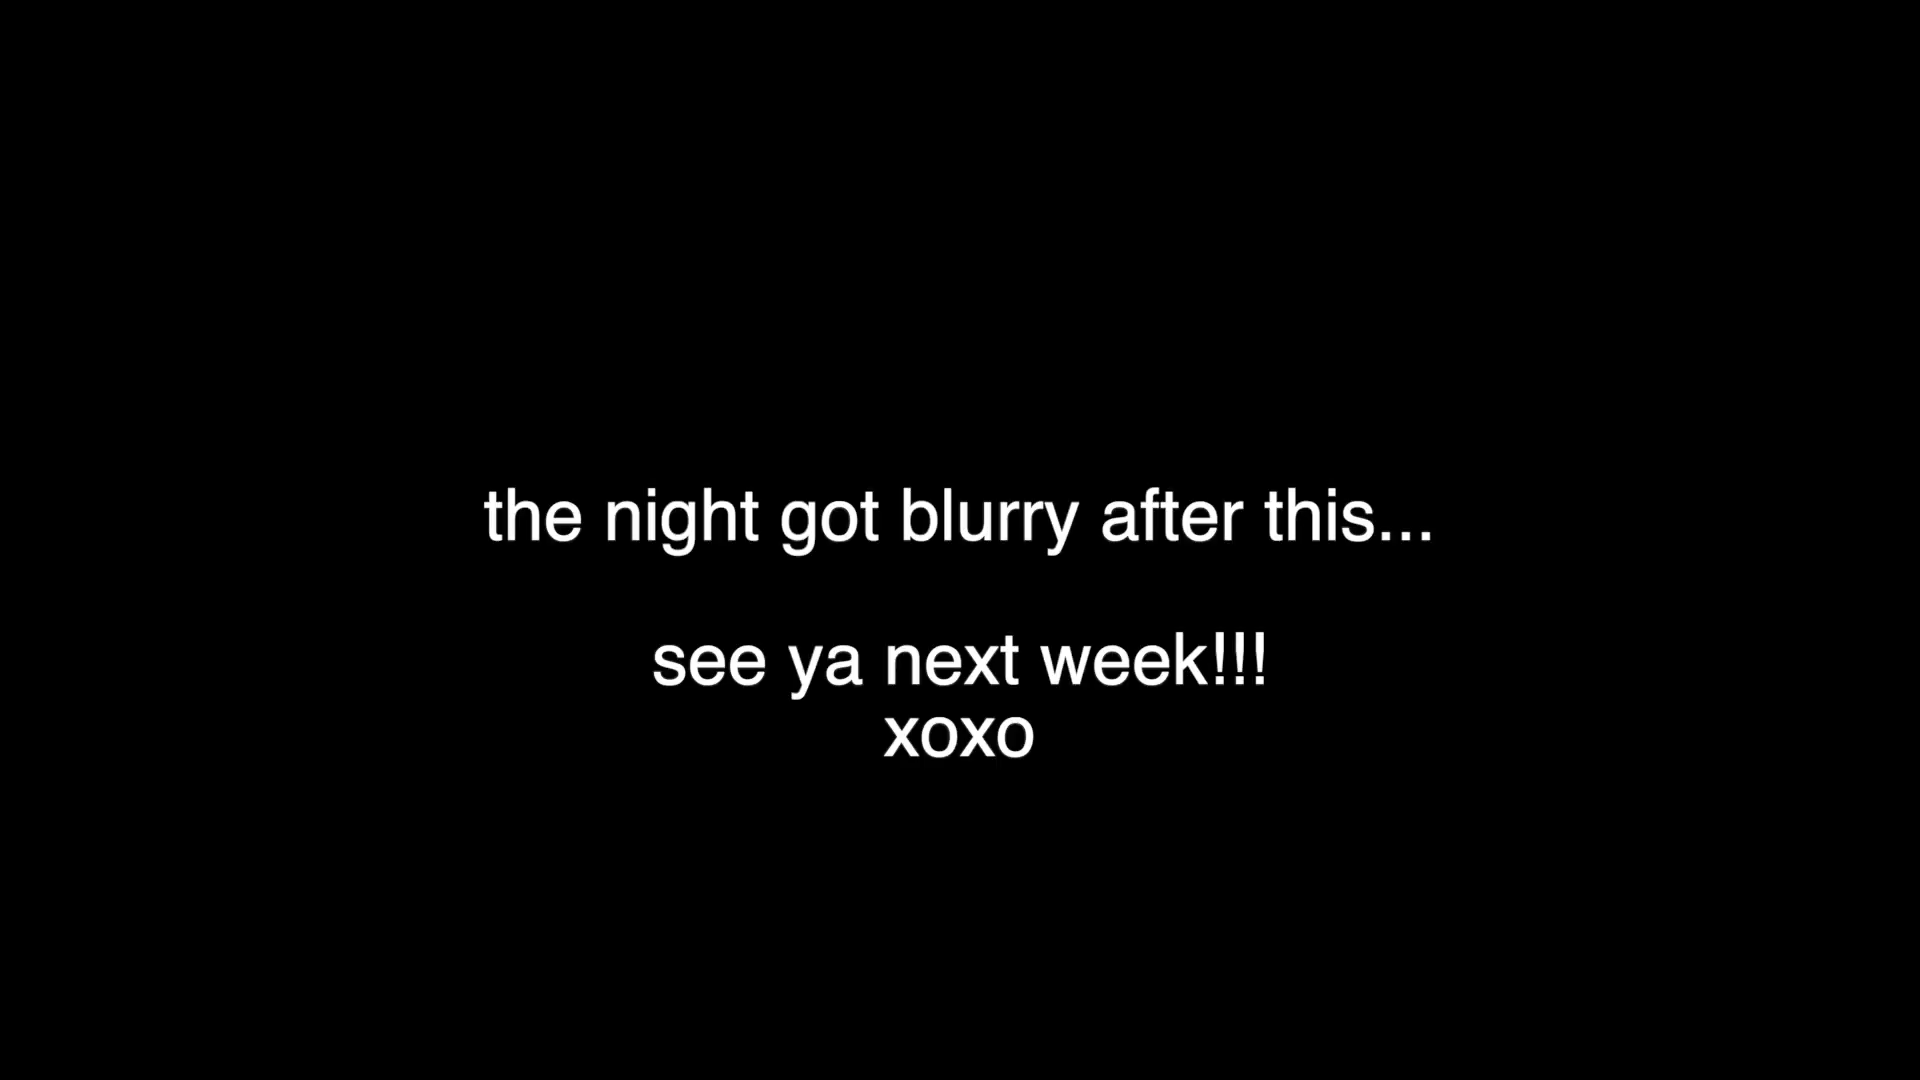 the night got blurry after this...
see ya next week!!!
xoxo